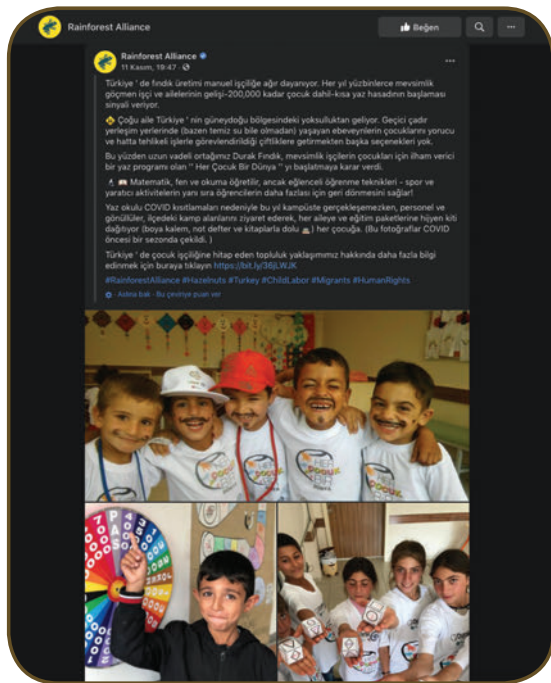 Rainforest Alliance
Beğen
Rainforest Alliance
11 Kasım, 19:47 ·
Türkiye ' de fındık üretimi manuel işçiliğe ağır dayanıyor. Her yıl yüzbinlerce mevsimlik
göçmen işçi ve ailelerinin gelişi-200,000 kadar çocuk dahil-kısa yaz hasadının başlaması
sinyali veriyor.
Çoğu aile Türkiye ' nin güneydoğu bölgesindeki yoksulluktan geliyor. Geçici çadır
yerleşim yerlerinde (bazen temiz su bile olmadan) yaşayan ebeveynlerin çocuklarını yorucu
ve hatta tehlikeli işlerle görevlendirildiği çiftliklere getirmekten başka seçenekleri yok.
Bu yüzden uzun vadeli ortağımız Durak Fındık, mevsimlik işçilerin çocukları için ilham verici
bir yaz programı olan '' Her Çocuk Bir Dünya '' yı başlatmaya karar verdi.
Matematik, fen ve okuma öğretilir, ancak eğlenceli öğrenme teknikleri - spor ve
yaratıcı aktivitelerin yanı sıra öğrencilerin daha fazlası için geri dönmesini sağlar!
Yaz okulu COVID kısıtlamaları nedeniyle bu yıl kampüste gerçekleşemezken, personel ve
gönüllüler, ilçedeki kamp alanlarını ziyaret ederek, her aileye ve eğitim paketlerine hijyen kiti
dağıtıyor (boya kalem, not defter ve kitaplarla dolu) her çocuğa. (Bu fotoğraflar COVID
öncesi bir sezonda çekildi. )
Türkiye ' de çocuk işçiliğine hitap eden topluluk yaklaşımımız hakkında daha fazla bilgi
edinmek için buraya tıklayın https://bit.ly/36jLWJK
#RainforestAlliance #Hazelnuts #Turkey #ChildLabor #Migrants #HumanRights
· Aslına bak · Bu çeviriye puan ver
HER
ÇOCUK
BİR
PAS